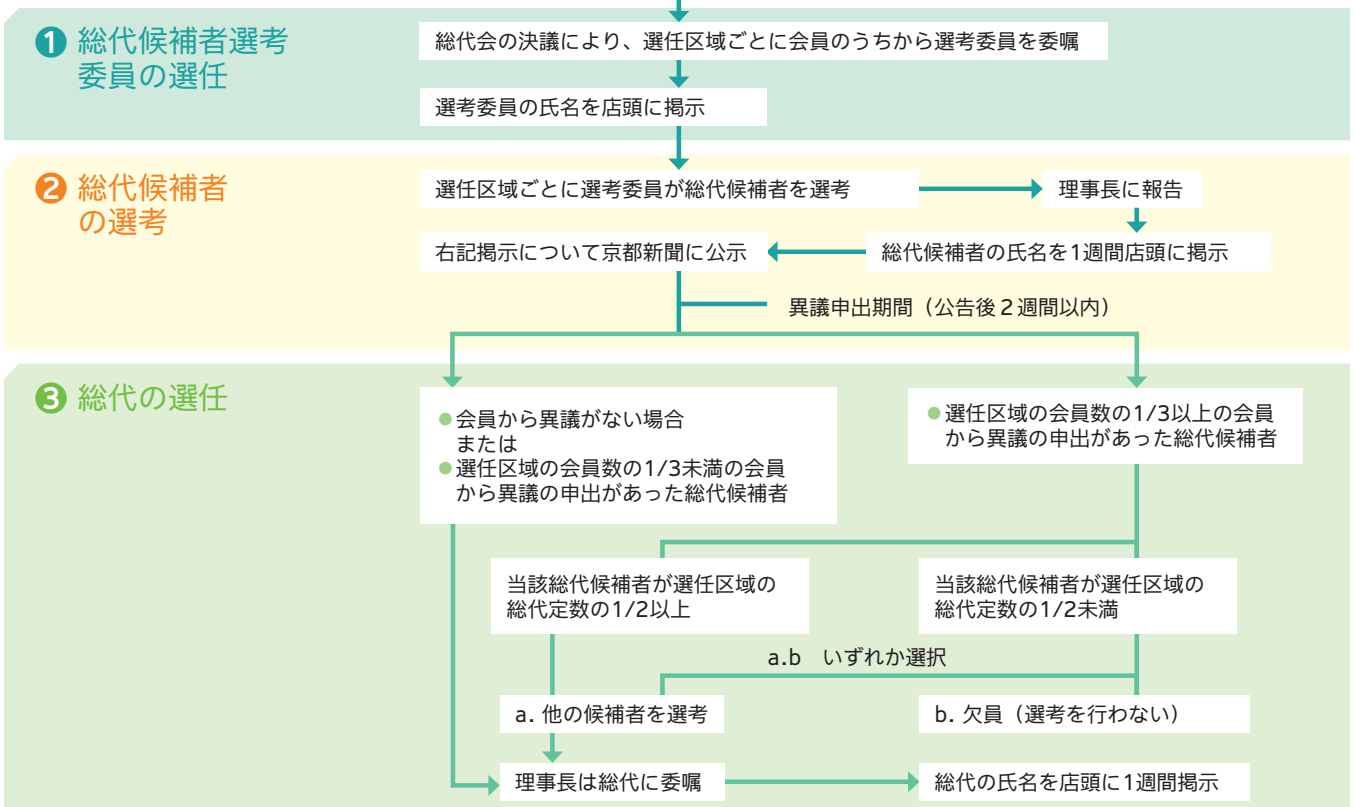 ❶ 総代候補者選考
委員の選任
総代会の決議により、選任区域ごとに会員のうちから選考委員を委嘱
選考委員の氏名を店頭に掲示
❷ 総代候補者
の選考
選任区域ごとに選考委員が総代候補者を選考
理事長に報告
総代候補者の氏名を1週間店頭に掲示
右記掲示について京都新聞に公示
異議申出期間（公告後２週間以内）
❸ 総代の選任
●会員から異議がない場合
または
●選任区域の会員数の1/3未満の会員
から異議の申出があった総代候補者
●選任区域の会員数の1/3以上の会員
から異議の申出があった総代候補者
当該総代候補者が選任区域の
総代定数の1/2以上
当該総代候補者が選任区域の
総代定数の1/2未満
a.b　いずれか選択
a. 他の候補者を選考
b. 欠員（選考を行わない）
理事長は総代に委嘱
総代の氏名を店頭に1週間掲示